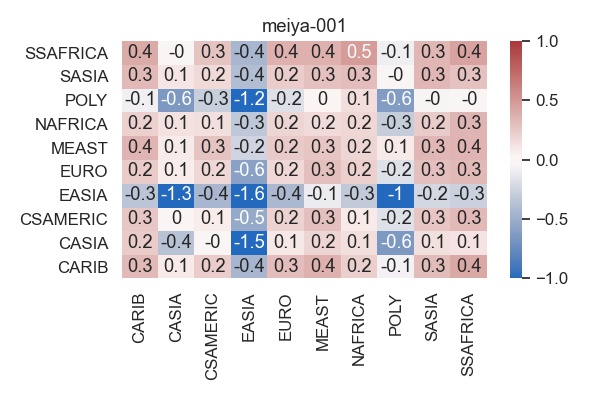 meiya-001
SSAFRICA 0.4 -0 0.3 -0.4 0.4 0.4 0.5 -0.1 0.3 0.4
SASIA 0.3 0.1 0.2 -0.4 0.2 0.3 0.3 -0 0.3 0.3
POLY -0.1 -0.6 -0.3 -1.2 -0.2 0 0.1 -0.6 -0 -0
NAFRICA 0.2 0.1 0.1 -0.3 0.2 0.2 0.2 -0.3 0.2 0.3
MEAST 0.4 0.1 0.3 -0.2 0.2 0.3 0.2 0.1 0.3 0.4
EURO 0.2 0.1 0.2 -0.6 0.2 0.3 0.2 -0.2 0.3 0.3
EASIA -0.3 -1.3 -0.4 -1.6 -0.4 -0.1 -0.3 -1 -0.2 -0.3
CSAMERIC 0.3 0 0.1 -0.5 0.2 0.3 0.1 -0.2 0.3 0.3
CASIA 0.2 -0.4 -0 -1.5 0.1 0.2 0.1 -0.6 0.1 0.1
CARIB 0.3 0.1 0.2 -0.4 0.3 0.4 0.2 -0.1 0.3 0.4
CARIB CASIA CSAMERIC EASIA EURO MEAST NAFRICA POLY SASIA SSAFRICA
1.0
0.5
0.0
−0.5
−1.0